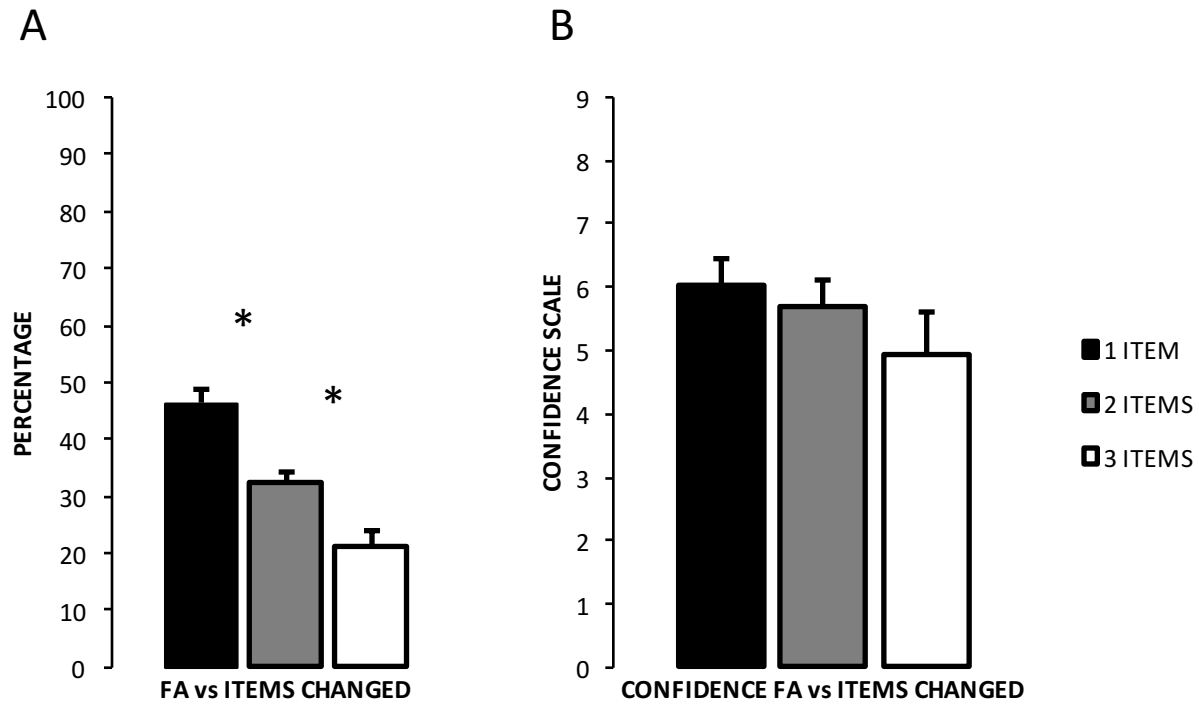 A
B
100
90
80
70
60
50
40
30
20
10
0
PERCENTAGE
*
*
FA vs ITEMS CHANGED
9
8
7
6
5
4
3
2
1
0
CONFIDENCE SCALE
CONFIDENCE FA vs ITEMS CHANGED
1 ITEM
2 ITEMS
3 ITEMS